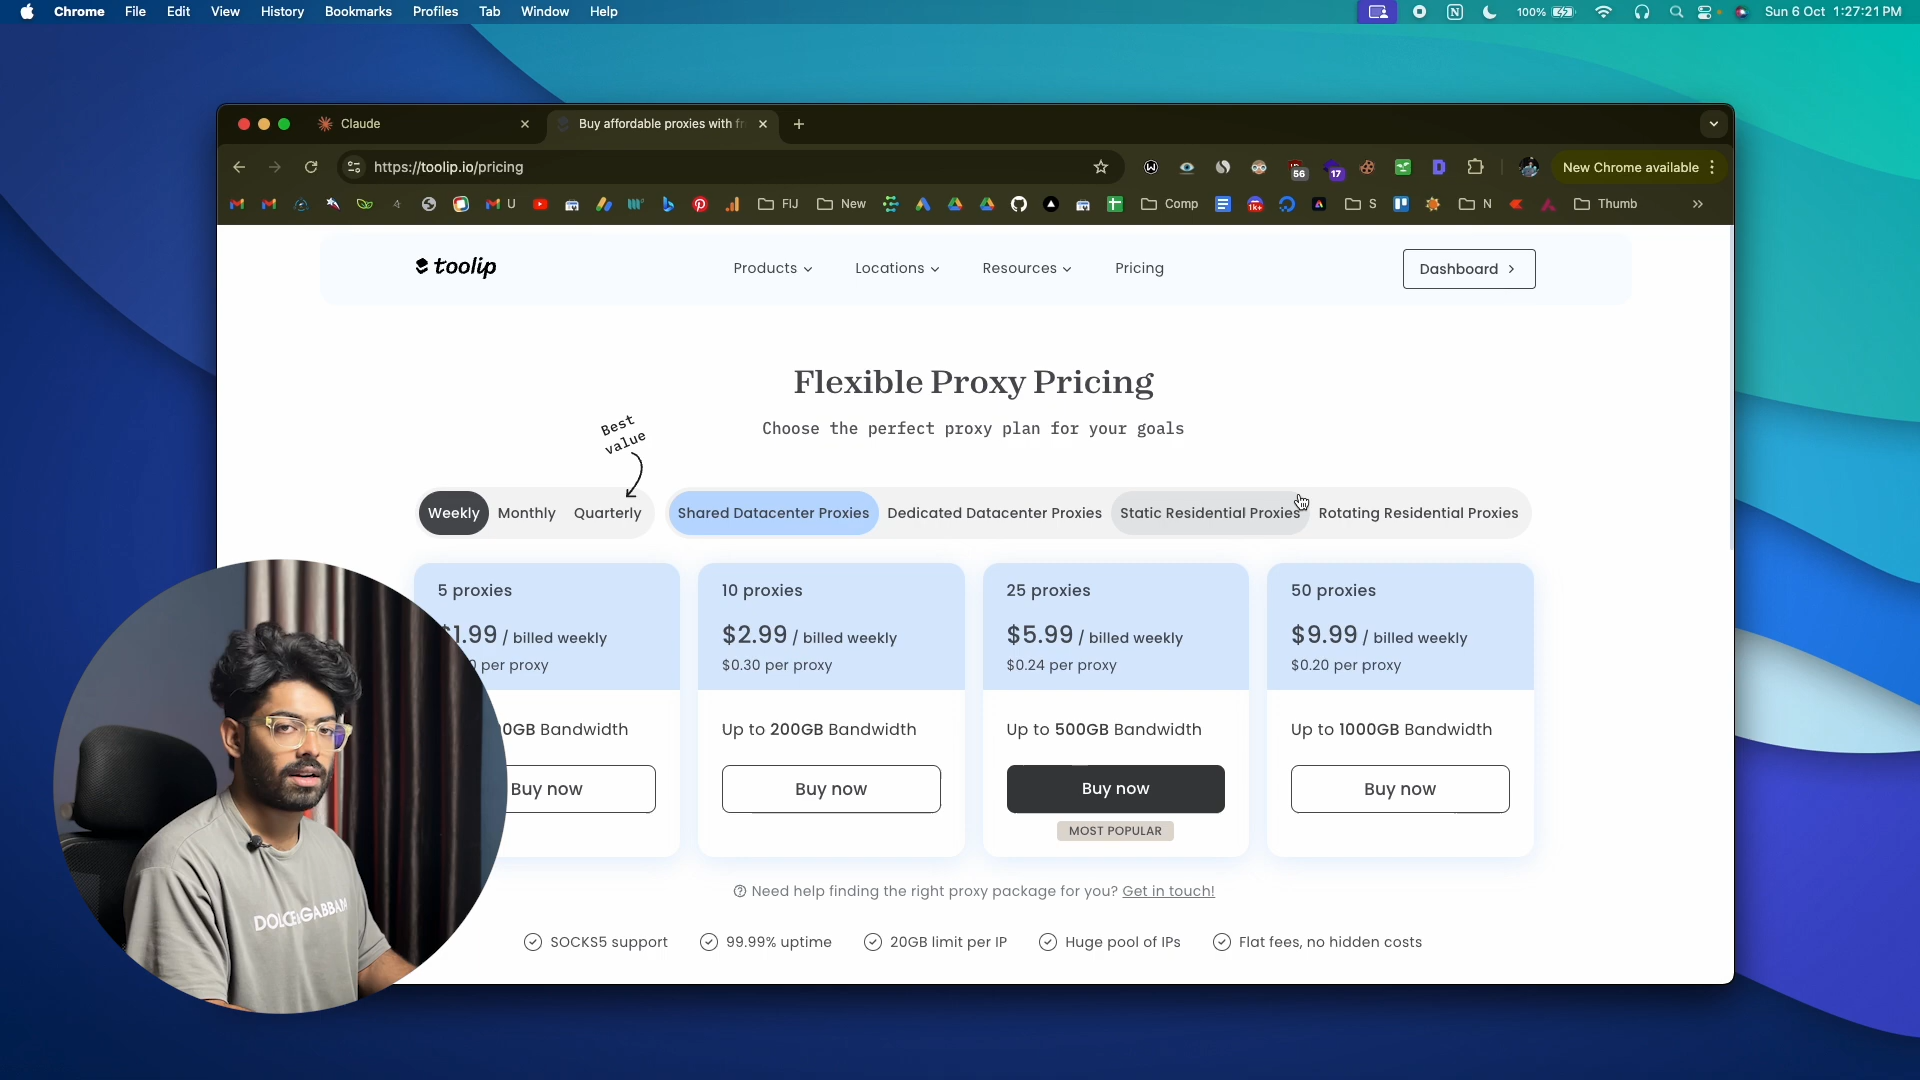 Chrome File Edit View History Bookmarks Profiles Tab Window Help
100%
Sun 6 Oct 1:27:21 PM
Claude
Buy affordable proxies with fr
https://toolip.io/pricing
56
17
New Chrome available
U
FIJ
New
Comp
1k+
S
N
Thumb
toolip
Products
Locations
Resources
Pricing
Dashboard
Flexible Proxy Pricing
Choose the perfect proxy plan for your goals
Best
value
Weekly Monthly Quarterly
Shared Datacenter Proxies Dedicated Datacenter Proxies Static Residential Proxies Rotating Residential Proxies
5 proxies
$1.99 / billed weekly
per proxy
0GB Bandwidth
Buy now
10 proxies
$2.99 / billed weekly
$0.30 per proxy
Up to 200GB Bandwidth
Buy now
25 proxies
$5.99 / billed weekly
$0.24 per proxy
Up to 500GB Bandwidth
Buy now
MOST POPULAR
50 proxies
$9.99 / billed weekly
$0.20 per proxy
Up to 1000GB Bandwidth
Buy now
Need help finding the right proxy package for you? Get in touch!
SOCKS5 support
99.99% uptime
20GB limit per IP
Huge pool of IPs
Flat fees, no hidden costs